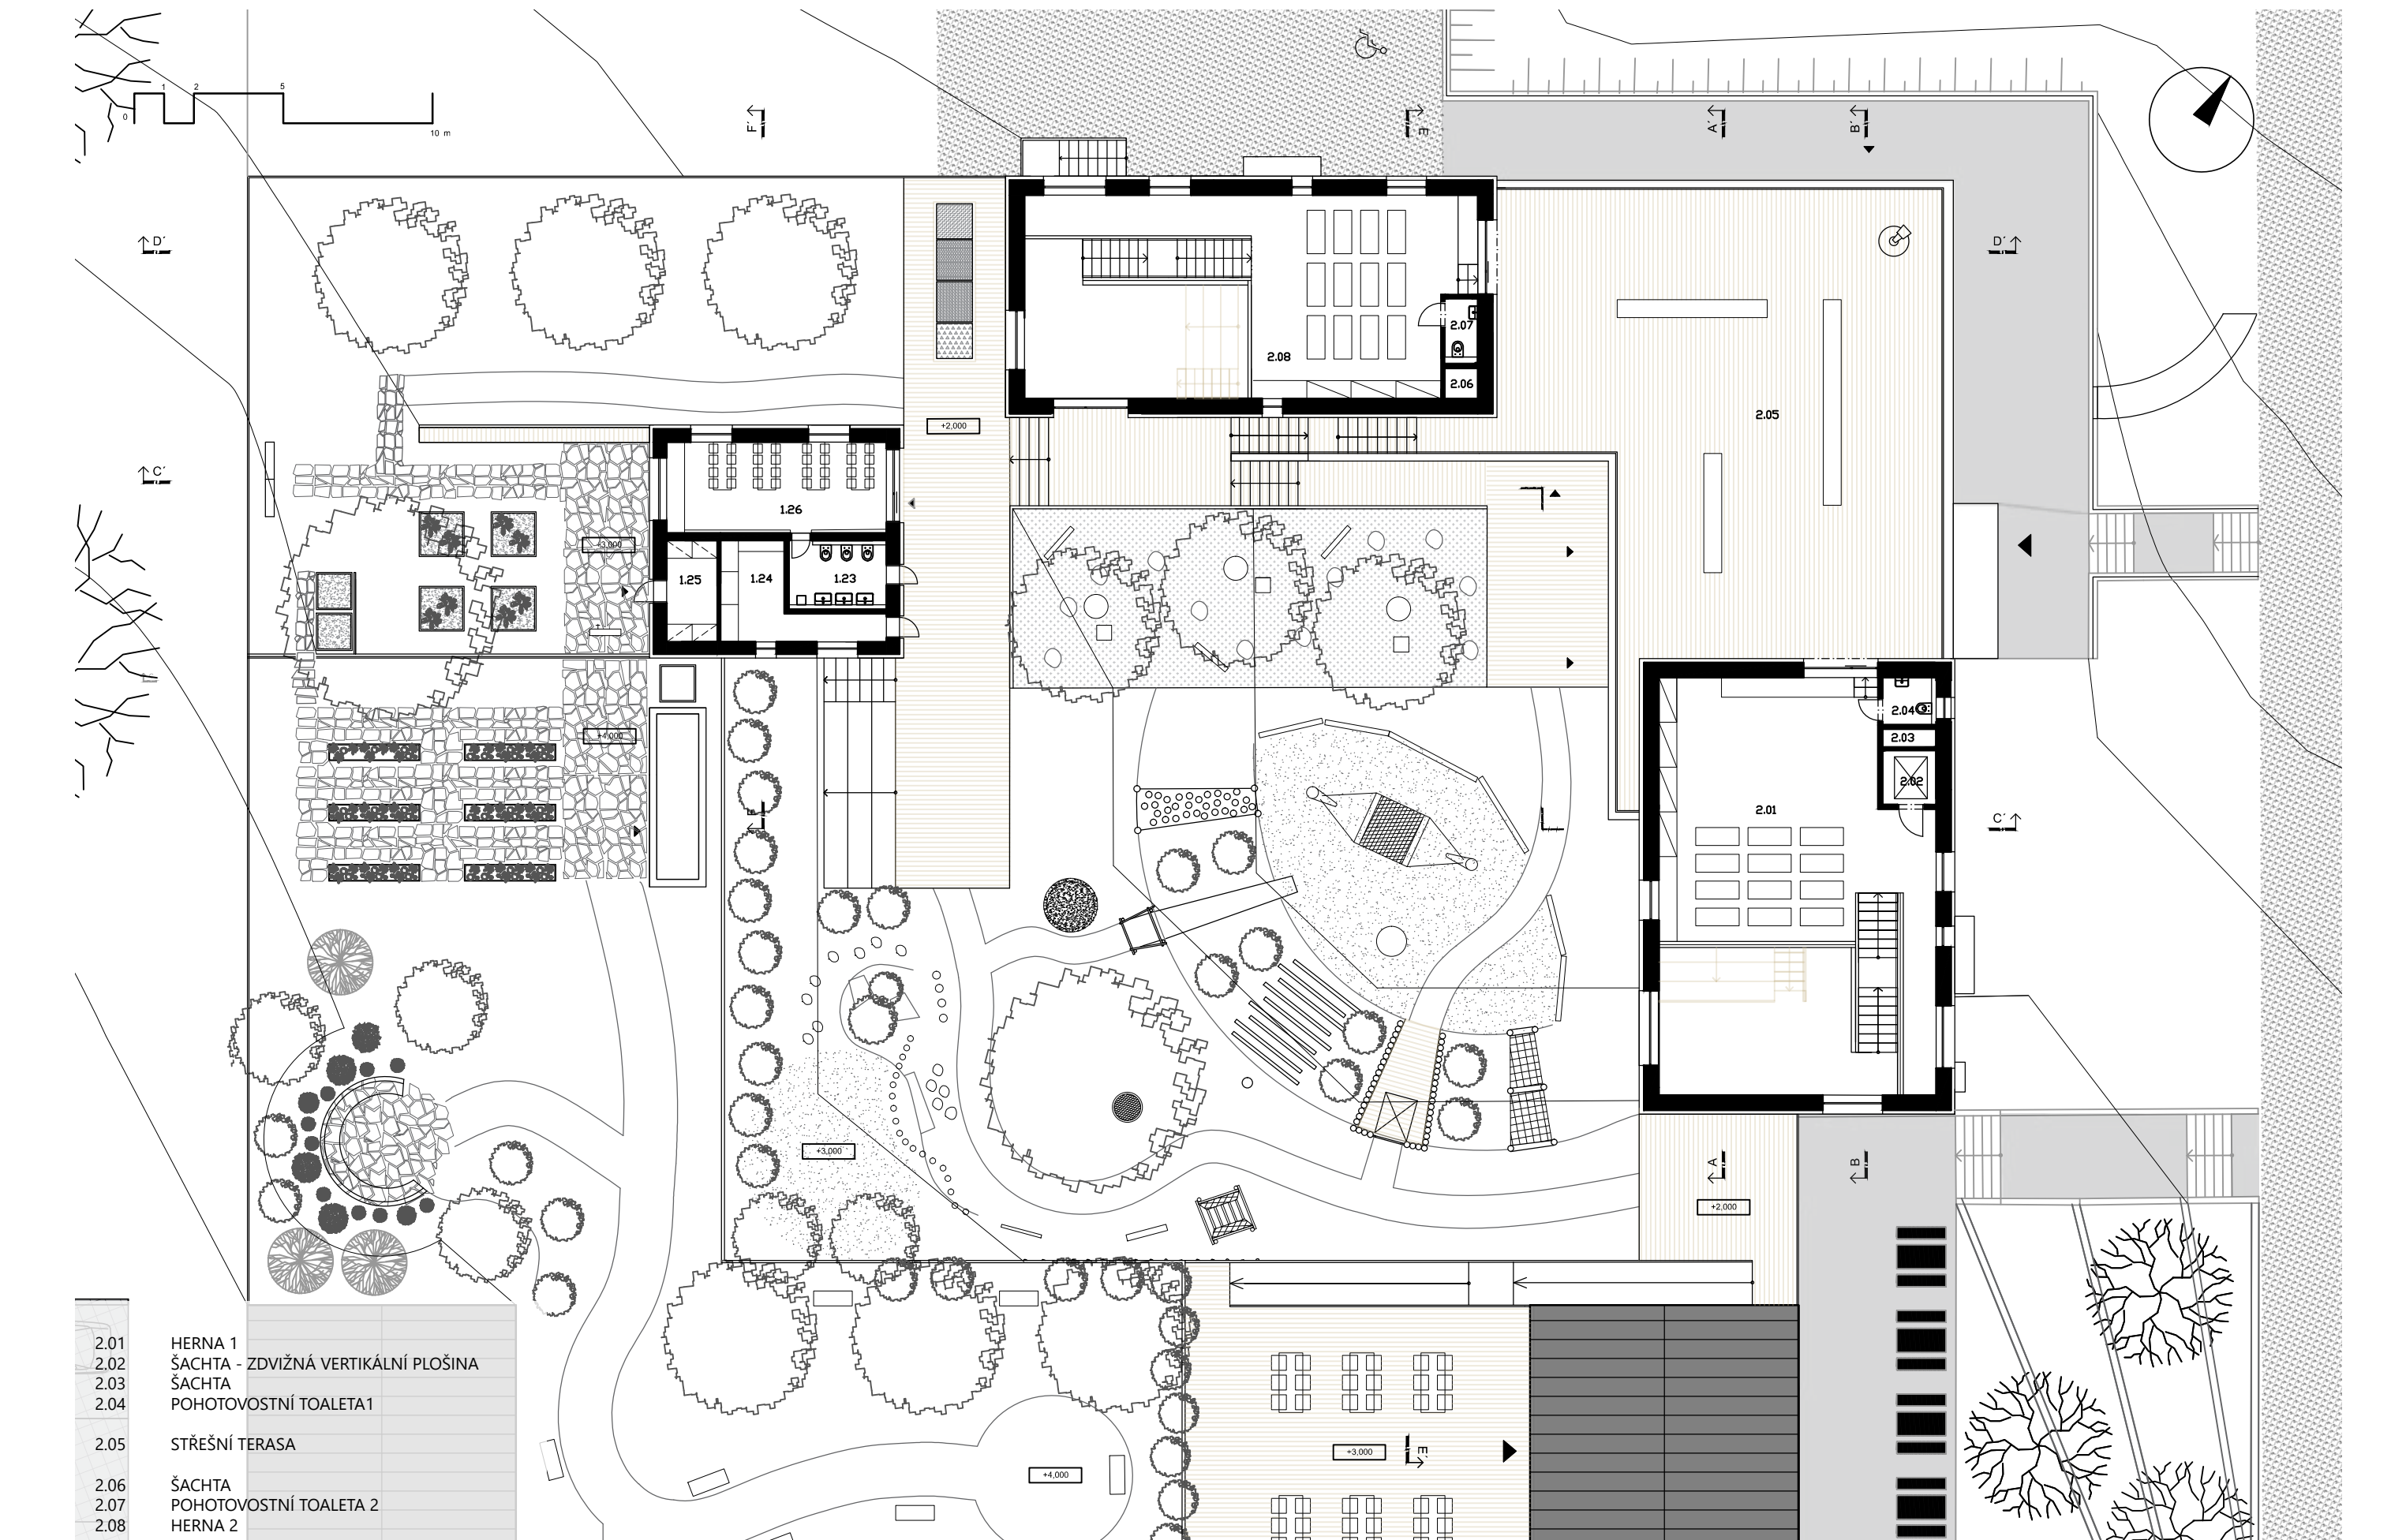 1 2 5
0
10 m
F´
E
A´
B´
D´
D´
2.07
2.08
2.06
2.05
+2,000
C´
1.26
+3,000
1.25
1.24
1.23
2.04
2.03
+4,000
2.02
2.01
F
C´
+3,000
A
B
+2,000
2.01 HERNA 1
2.02 ŠACHTA - ZDVIŽNÁ VERTIKÁLNÍ PLOŠINA
2.03 ŠACHTA
2.04 POHOTOVOSTNÍ TOALETA1
2.05 STŘEŠNÍ TERASA
+3,000
E´
+4,000
2.06 ŠACHTA
2.07 POHOTOVOSTNÍ TOALETA 2
2.08 HERNA 2